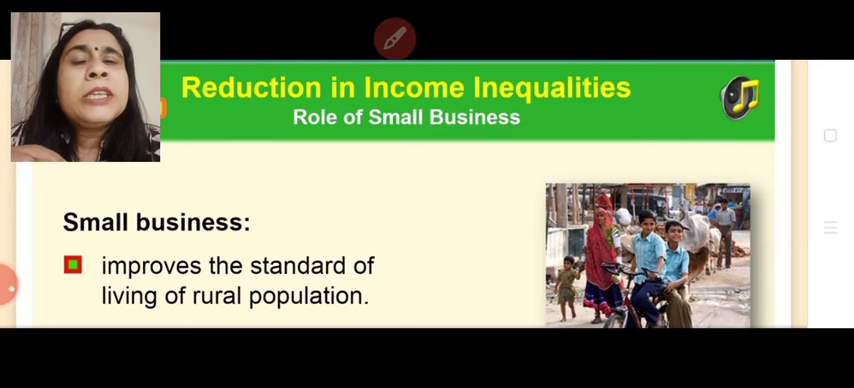 Reduction in Income Inequalities
Role of Small Business
Small business:
improves the standard of
living of rural population.